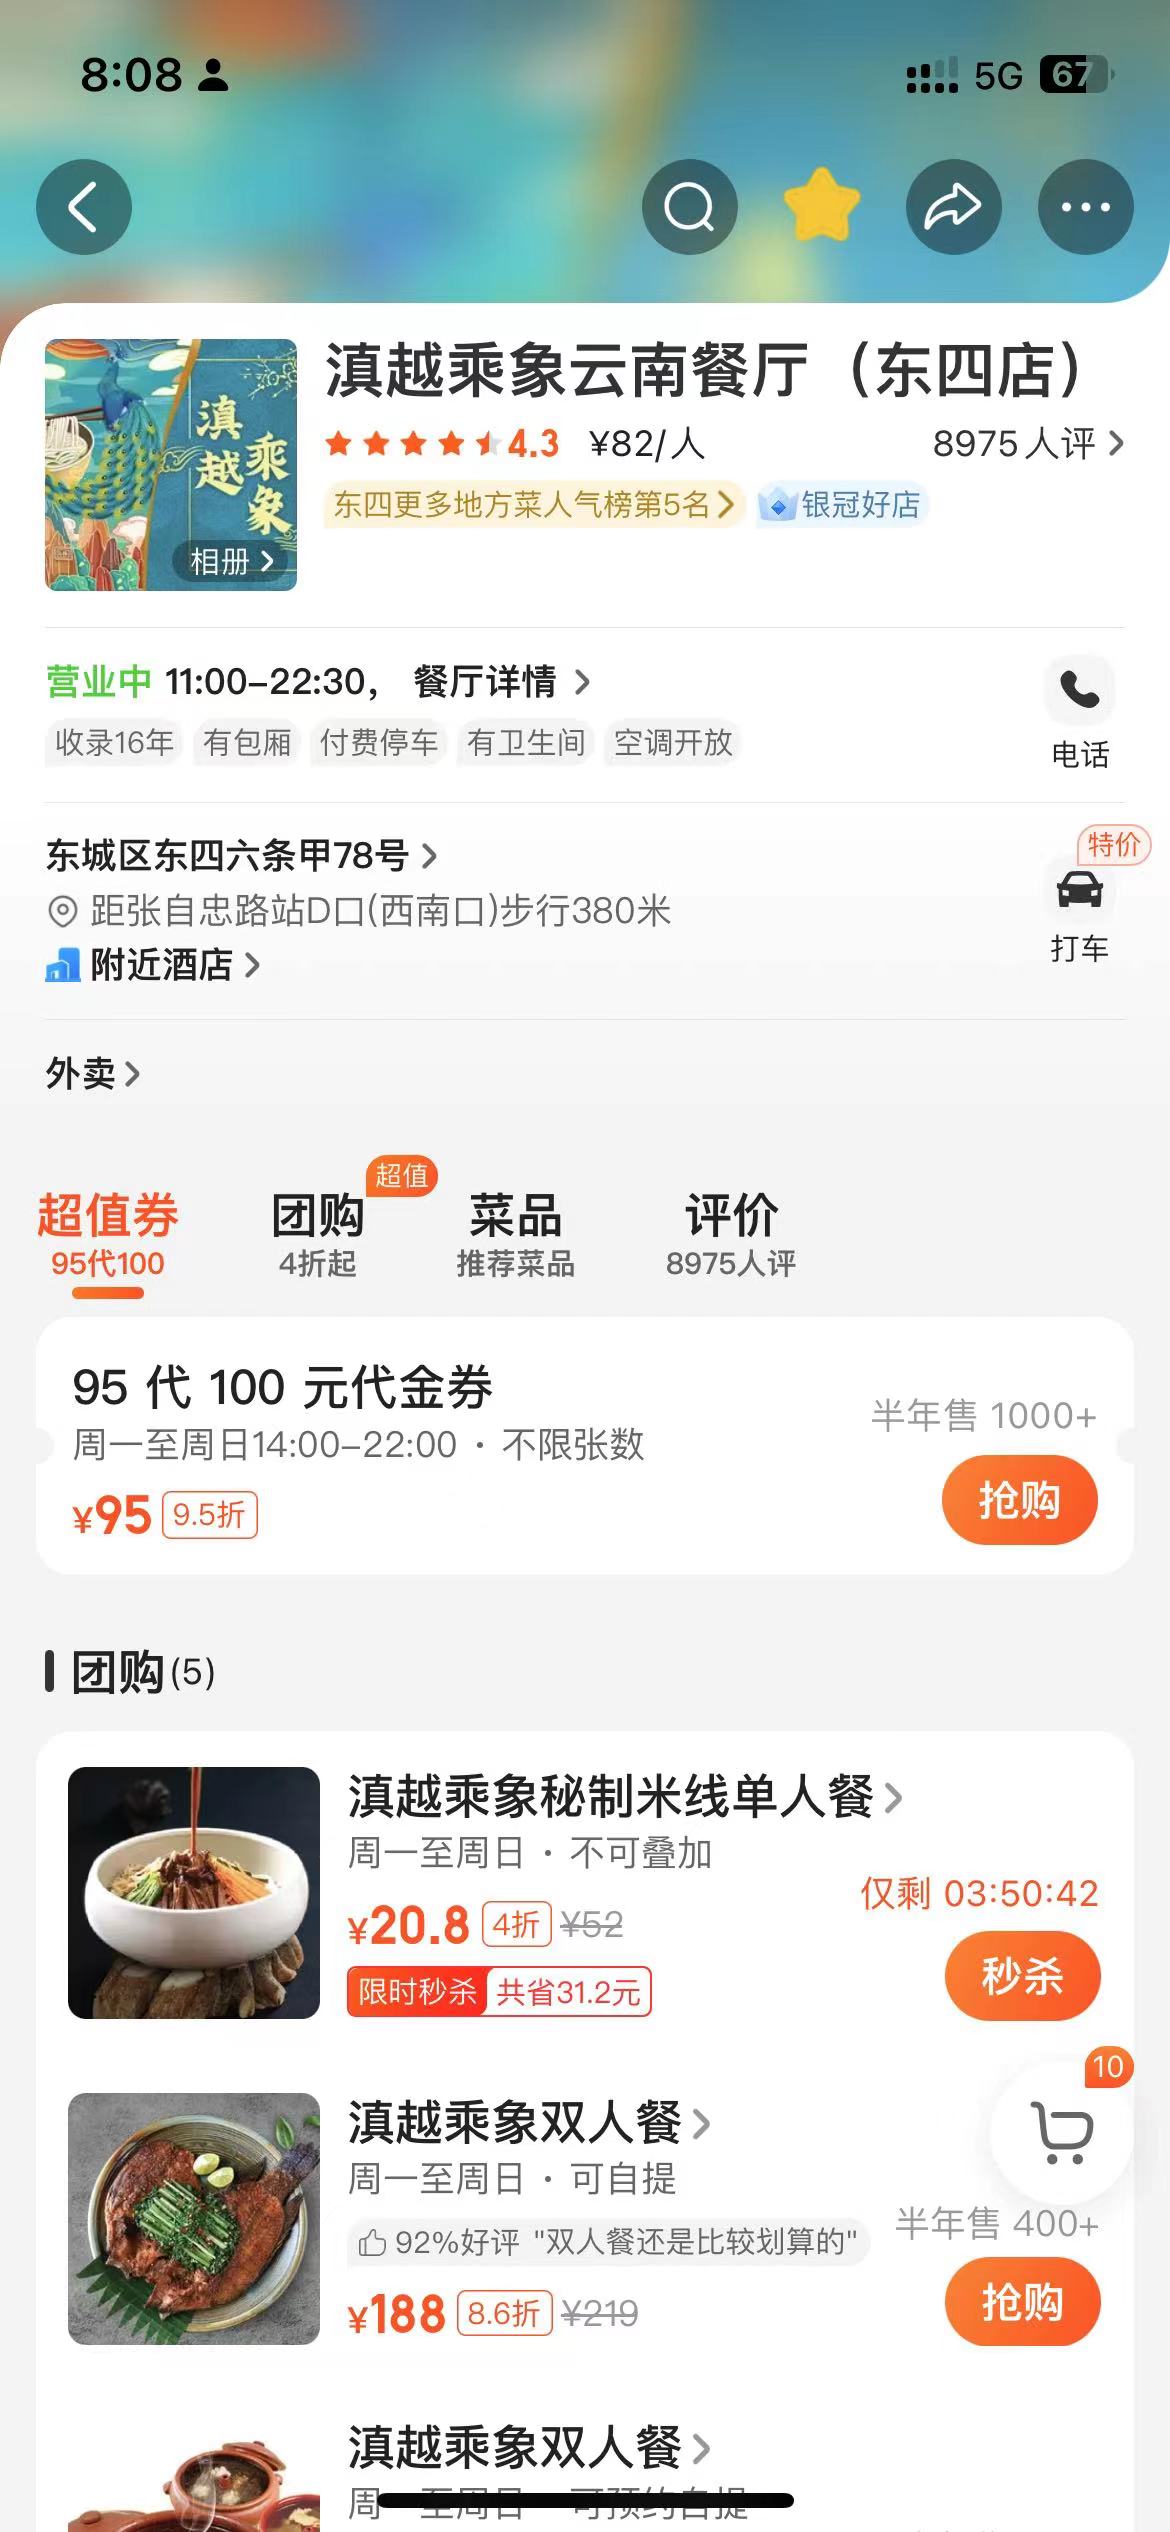 8:08
5G 67
滇越乘象云南餐厅（东四店）
4.3 ¥82/人 8975人评
东四更多地方菜人气榜第5名 银冠好店
滇越乘象
相册
营业中 11:00-22:30， 餐厅详情
收录16年 有包厢 付费停车 有卫生间 空调开放
电话
东城区东四六条甲78号
特价
距张自忠路站D口(西南口)步行380米
打车
附近酒店
外卖
超值券 团购 超值 菜品 评价
95代100 4折起 推荐菜品 8975人评
95 代 100 元代金券
半年售 1000+
周一至周日14:00-22:00 · 不限张数
¥95 9.5折
抢购
团购(5)
滇越乘象秘制米线单人餐
周一至周日 · 不可叠加
仅剩 03:50:42
¥20.8 4折 ¥52
秒杀
限时秒杀 共省31.2元
10
滇越乘象双人餐
周一至周日 · 可自提
92%好评 "双人餐还是比较划算的"
半年售 400+
¥188 8.6折 ¥219
抢购
滇越乘象双人餐
周一至周日 · 可预约自提